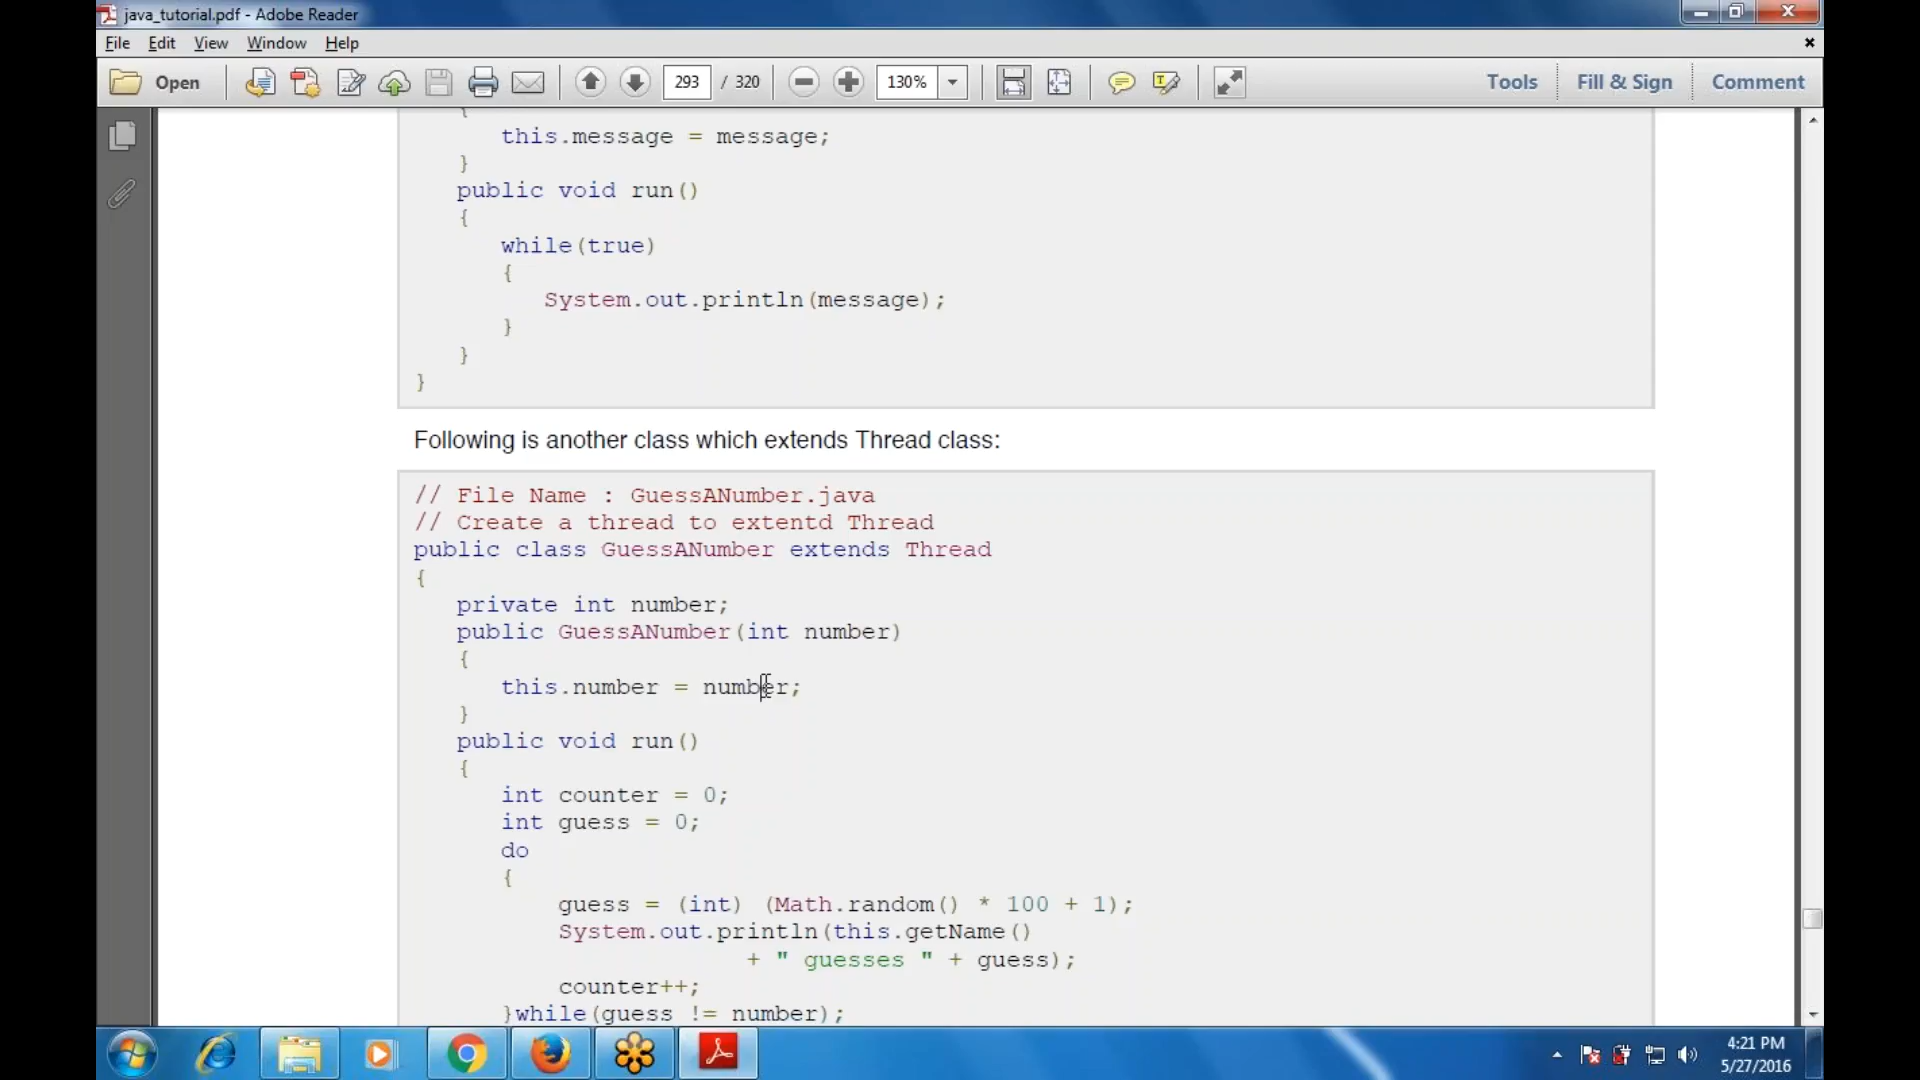 java_tutorial.pdf - Adobe Reader
File Edit View Window Help
Open 293 / 320 130% Tools Fill & Sign Comment
{
this.message = message;
}
public void run()
{
while(true)
{
System.out.println(message);
}
}
}
Following is another class which extends Thread class:
// File Name : GuessANumber.java
// Create a thread to extentd Thread
public class GuessANumber extends Thread
{
private int number;
public GuessANumber(int number)
{
this.number = number;
}
public void run()
{
int counter = 0;
int guess = 0;
do
{
guess = (int) (Math.random() * 100 + 1);
System.out.println(this.getName()
+ " guesses " + guess);
counter++;
}while(guess != number);
4:21 PM
5/27/2016